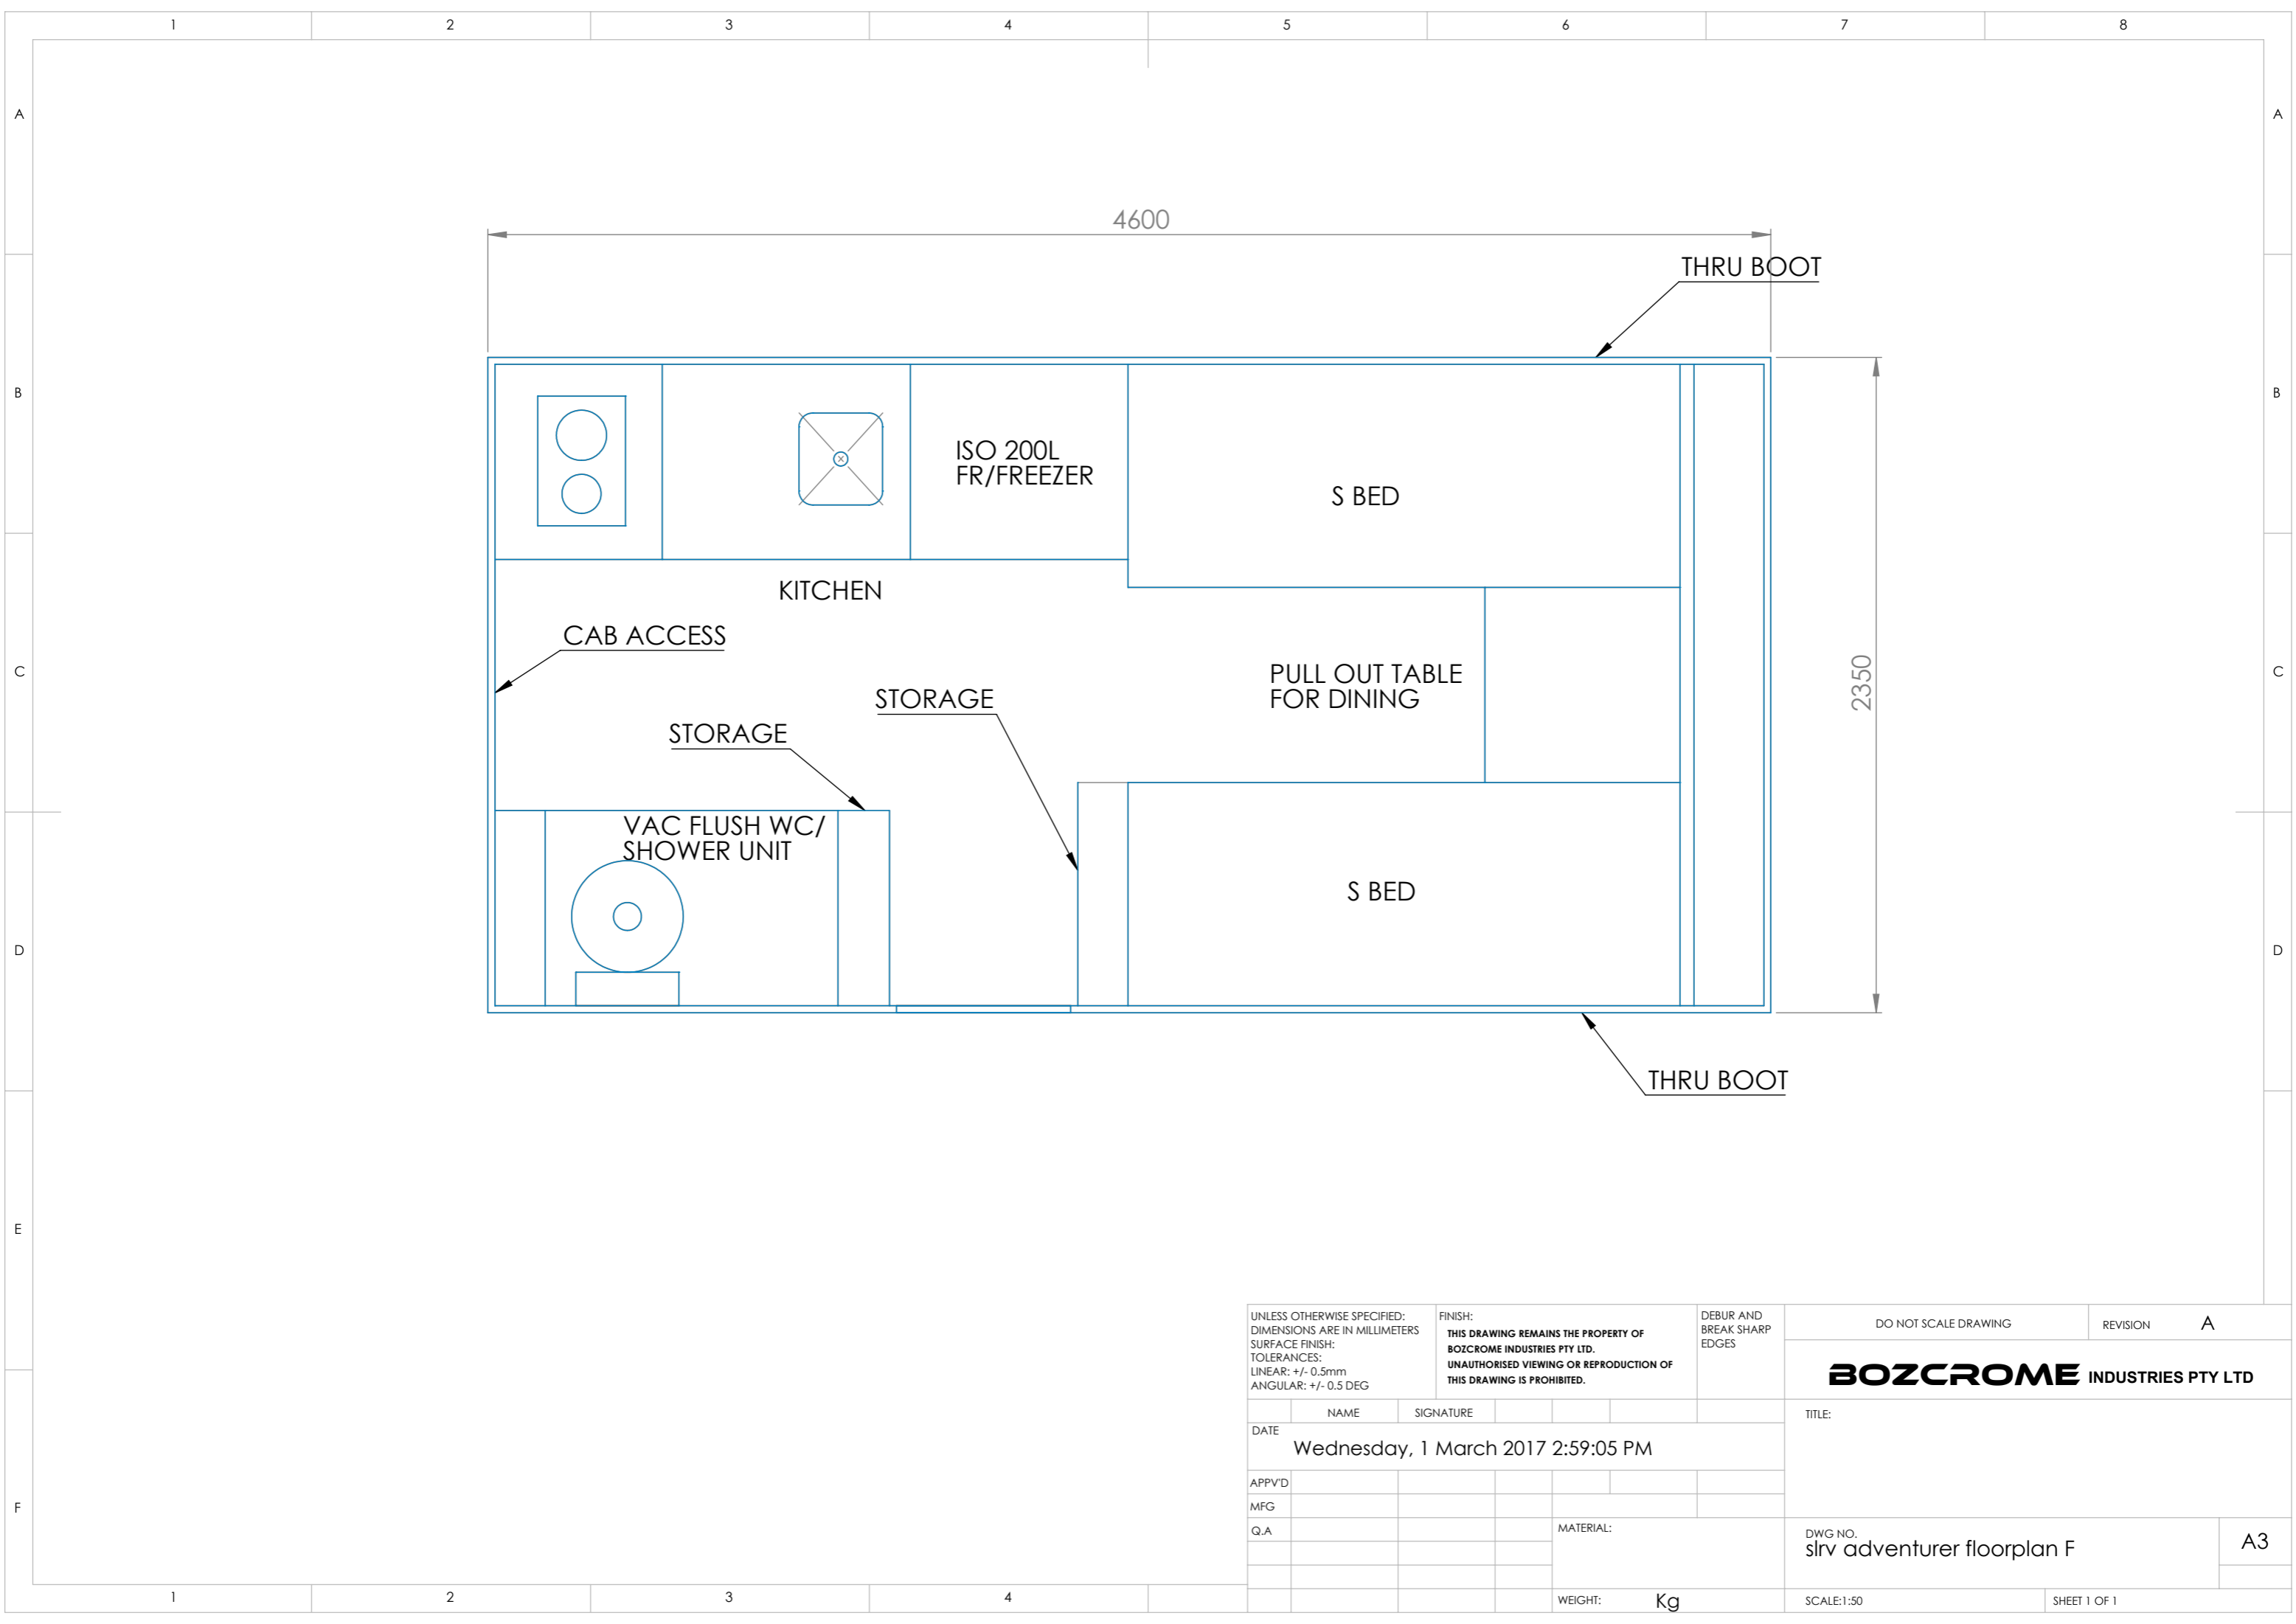 1 2 3 4 5 6 7 8
A A
4600
THRU BOOT
B B
ISO 200L
FR/FREEZER
S BED
KITCHEN
CAB ACCESS
C C
PULL OUT TABLE
FOR DINING
2350
STORAGE
STORAGE
VAC FLUSH WC/
SHOWER UNIT
S BED
D D
THRU BOOT
E
F
UNLESS OTHERWISE SPECIFIED:
DIMENSIONS ARE IN MILLIMETERS
SURFACE FINISH:
TOLERANCES:
LINEAR: +/- 0.5mm
ANGULAR: +/- 0.5 DEG
FINISH:
THIS DRAWING REMAINS THE PROPERTY OF
BOZCROME INDUSTRIES PTY LTD.
UNAUTHORISED VIEWING OR REPRODUCTION OF
THIS DRAWING IS PROHIBITED.
DEBUR AND
BREAK SHARP
EDGES
DO NOT SCALE DRAWING
REVISION A
BOZCROME INDUSTRIES PTY LTD
NAME SIGNATURE
TITLE:
DATE
Wednesday, 1 March 2017 2:59:05 PM
APPV'D
MFG
Q.A
MATERIAL:
DWG NO.
slrv adventurer floorplan F
A3
WEIGHT: Kg
SCALE:1:50
SHEET 1 OF 1
1 2 3 4